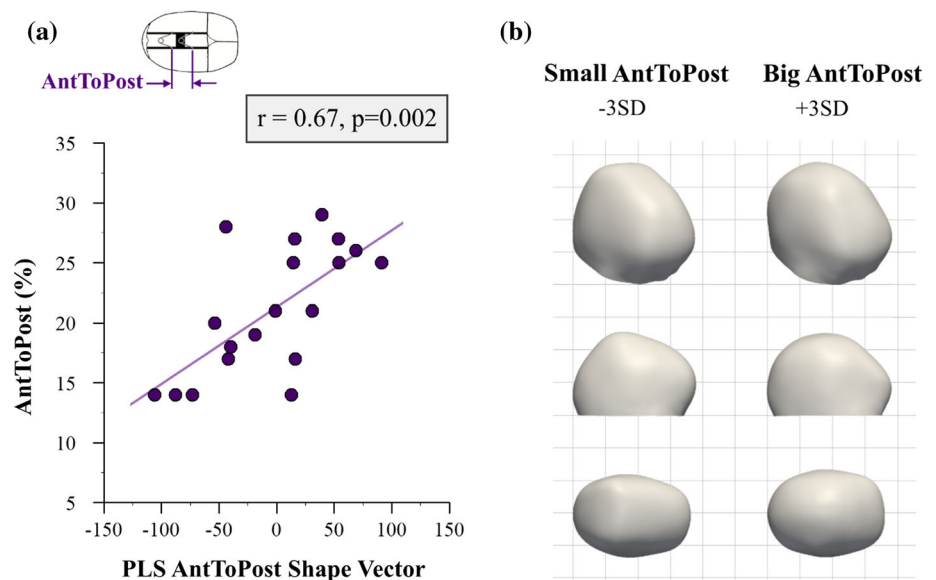 (a)
AntToPost
r = 0.67, p=0.002
35
30
25
20
15
10
5
AntToPost (%)
-150 -100 -50 0 50 100 150
PLS AntToPost Shape Vector
(b)
Small AntToPost Big AntToPost
-3SD +3SD